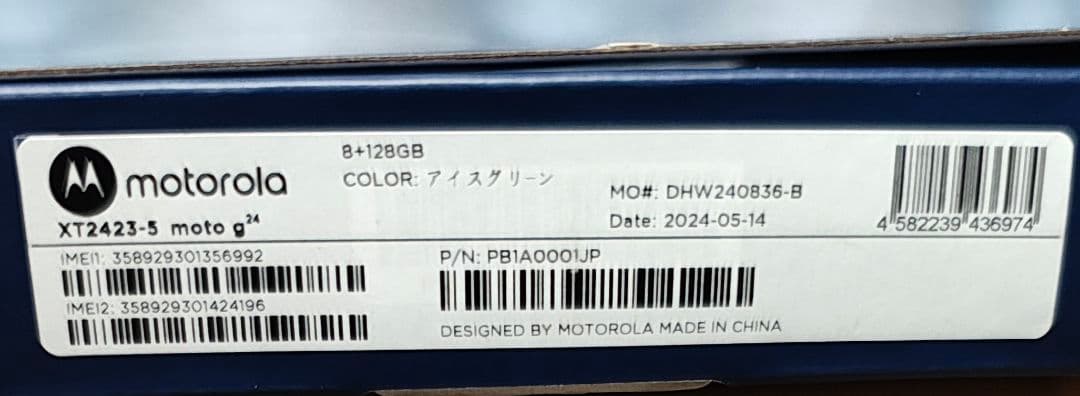 8+128GB
motorola
COLOR: アイスグリーン
MO#: DHW240836-B
XT2423-5 moto g24
Date: 2024-05-14
4 582239 436974
IMEI1: 358929301356992
P/N: PB1A0001JP
IMEI2: 358929301424196
DESIGNED BY MOTOROLA MADE IN CHINA